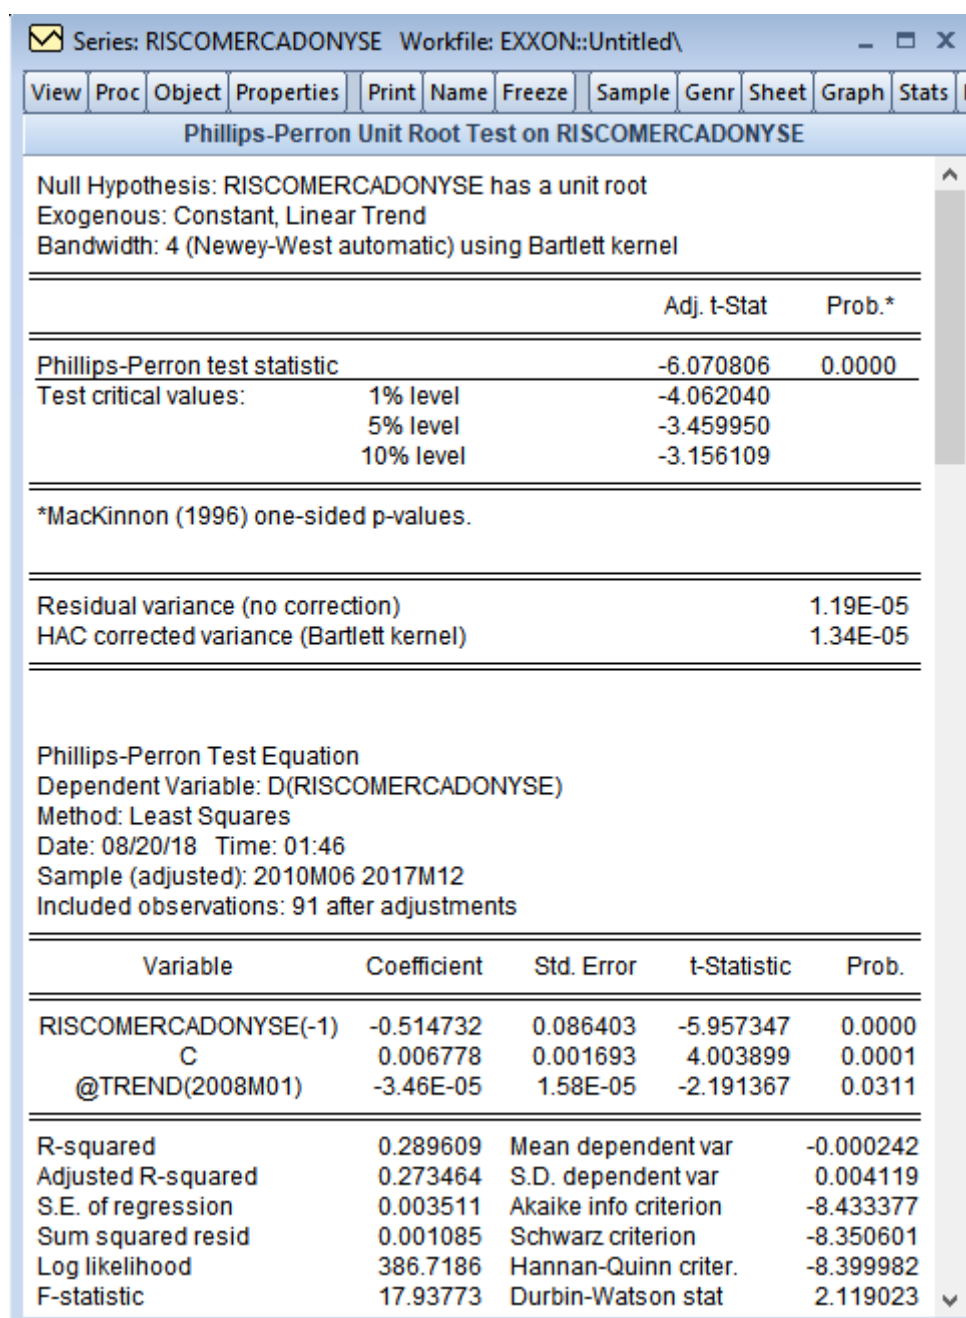 Series: RISCOMERCADONYSE Workfile: EXXON::Untitled\
View Proc Object Properties Print Name Freeze Sample Genr Sheet Graph Stats
Phillips-Perron Unit Root Test on RISCOMERCADONYSE
Null Hypothesis: RISCOMERCADONYSE has a unit root
Exogenous: Constant, Linear Trend
Bandwidth: 4 (Newey-West automatic) using Bartlett kernel
Adj. t-Stat Prob.*
Phillips-Perron test statistic -6.070806 0.0000
Test critical values: 1% level -4.062040
5% level -3.459950
10% level -3.156109
*MacKinnon (1996) one-sided p-values.
Residual variance (no correction) 1.19E-05
HAC corrected variance (Bartlett kernel) 1.34E-05
Phillips-Perron Test Equation
Dependent Variable: D(RISCOMERCADONYSE)
Method: Least Squares
Date: 08/20/18 Time: 01:46
Sample (adjusted): 2010M06 2017M12
Included observations: 91 after adjustments
Variable Coefficient Std. Error t-Statistic Prob.
RISCOMERCADONYSE(-1) -0.514732 0.086403 -5.957347 0.0000
C 0.006778 0.001693 4.003899 0.0001
@TREND(2008M01) -3.46E-05 1.58E-05 -2.191367 0.0311
R-squared 0.289609 Mean dependent var -0.000242
Adjusted R-squared 0.273464 S.D. dependent var 0.004119
S.E. of regression 0.003511 Akaike info criterion -8.433377
Sum squared resid 0.001085 Schwarz criterion -8.350601
Log likelihood 386.7186 Hannan-Quinn criter. -8.399982
F-statistic 17.93773 Durbin-Watson stat 2.119023